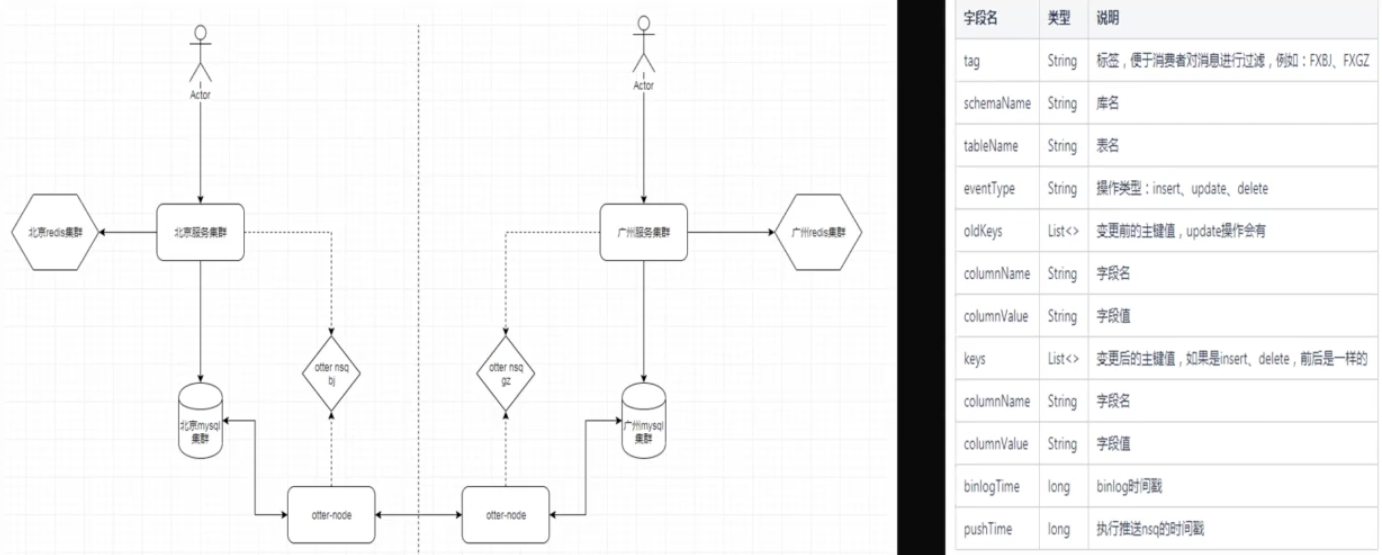 Actor
Actor
北京redis集群
北京服务集群
广州服务集群
广州redis集群
otter nsq
bj
otter nsq
gz
北京mysql
集群
广州mysql
集群
otter-node
otter-node
字段名 类型 说明
tag String 标签，便于消费者对消息进行过滤，例如：FXBJ、FXGZ
schemaName String 库名
tableName String 表名
eventType String 操作类型：insert、update、delete
oldKeys List<> 变更前的主键值，update操作会有
columnName String 字段名
columnValue String 字段值
keys List<> 变更后的主键值，如果是insert、delete，前后是一样的
columnName String 字段名
columnValue String 字段值
binlogTime long binlog时间戳
pushTime long 执行推送nsq的时间戳